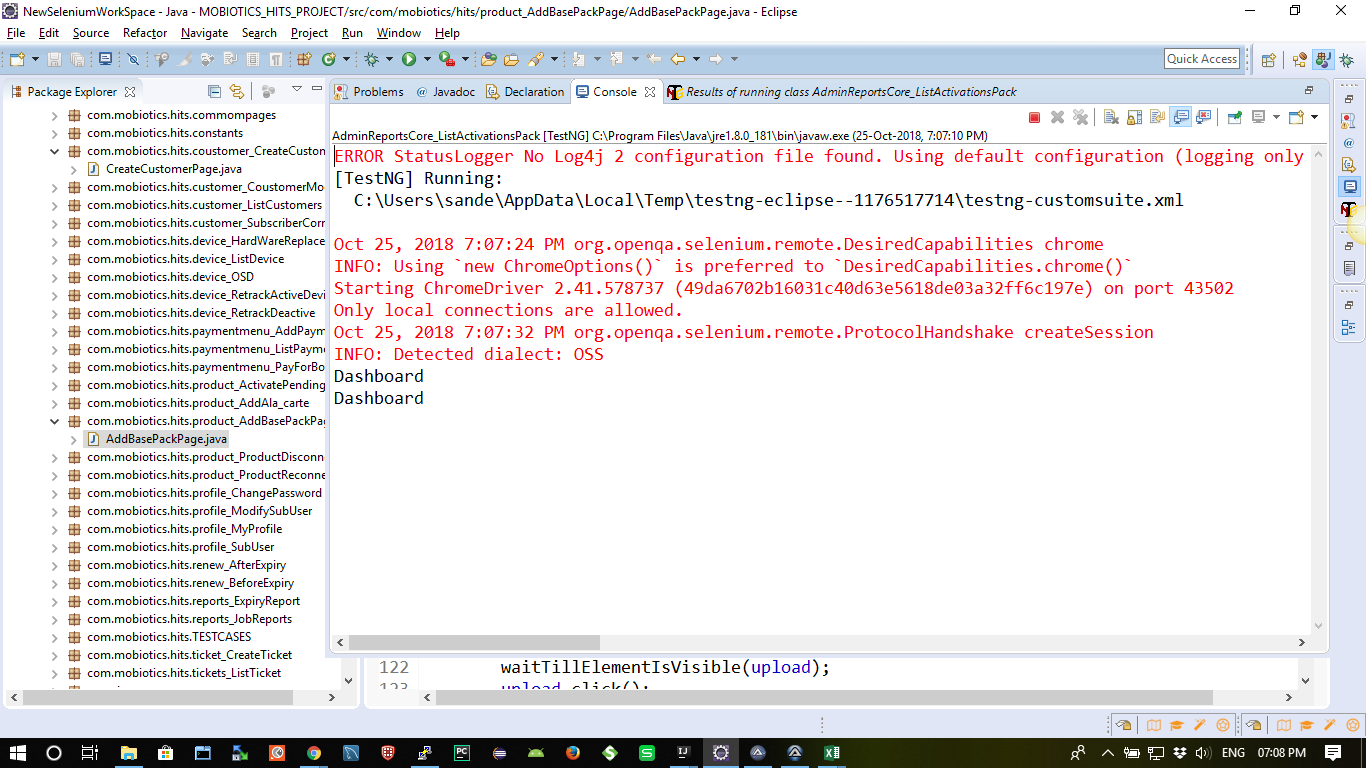 NewSeleniumWorkSpace - Java - MOBIOTICS_HITS_PROJECT/src/com/mobiotics/hits/product_AddBasePackPage/AddBasePackPage.java - Eclipse
File Edit Source Refactor Navigate Search Project Run Window Help
Quick Access
Package Explorer
Problems @ Javadoc Declaration Console Results of running class AdminReportsCore_ListActivationsPack
AdminReportsCore_ListActivationsPack [TestNG] C:\Program Files\Java\jre1.8.0_181\bin\javaw.exe (25-Oct-2018, 7:07:10 PM)
com.mobiotics.hits.commompages
com.mobiotics.hits.constants
com.mobiotics.hits.coustomer_CreateCuston
CreateCustomerPage.java
com.mobiotics.hits.customer_CoustomerMo
com.mobiotics.hits.customer_ListCustomers
com.mobiotics.hits.customer_SubscriberCorr
com.mobiotics.hits.device_HardWareReplace
com.mobiotics.hits.device_ListDevice
com.mobiotics.hits.device_OSD
com.mobiotics.hits.device_RetrackActiveDevi
com.mobiotics.hits.device_RetrackDeactive
com.mobiotics.hits.paymentmenu_AddPaym
com.mobiotics.hits.paymentmenu_ListPayme
com.mobiotics.hits.paymentmenu_PayForBo
com.mobiotics.hits.product_ActivatePending
com.mobiotics.hits.product_AddAla_carte
com.mobiotics.hits.product_AddBasePackPag
AddBasePackPage.java
com.mobiotics.hits.product_ProductDisconn
com.mobiotics.hits.product_ProductReconne
com.mobiotics.hits.profile_ChangePassword
com.mobiotics.hits.profile_ModifySubUser
com.mobiotics.hits.profile_MyProfile
com.mobiotics.hits.profile_SubUser
com.mobiotics.hits.renew_AfterExpiry
com.mobiotics.hits.renew_BeforeExpiry
com.mobiotics.hits.reports_ExpiryReport
com.mobiotics.hits.reports_JobReports
com.mobiotics.hits.TESTCASES
com.mobiotics.hits.ticket_CreateTicket
com.mobiotics.hits.tickets_ListTicket
ERROR StatusLogger No Log4j 2 configuration file found. Using default configuration (logging only
[TestNG] Running:
C:\Users\sande\AppData\Local\Temp\testng-eclipse--1176517714\testng-customsuite.xml
Oct 25, 2018 7:07:24 PM org.openqa.selenium.remote.DesiredCapabilities chrome
INFO: Using `new ChromeOptions()` is preferred to `DesiredCapabilities.chrome()`
Starting ChromeDriver 2.41.578737 (49da6702b16031c40d63e5618de03a32ff6c197e) on port 43502
Only local connections are allowed.
Oct 25, 2018 7:07:32 PM org.openqa.selenium.remote.ProtocolHandshake createSession
INFO: Detected dialect: OSS
Dashboard
Dashboard
122 waitTillElementIsVisible(upload);
123 upload.click();
ENG 07:08 PM